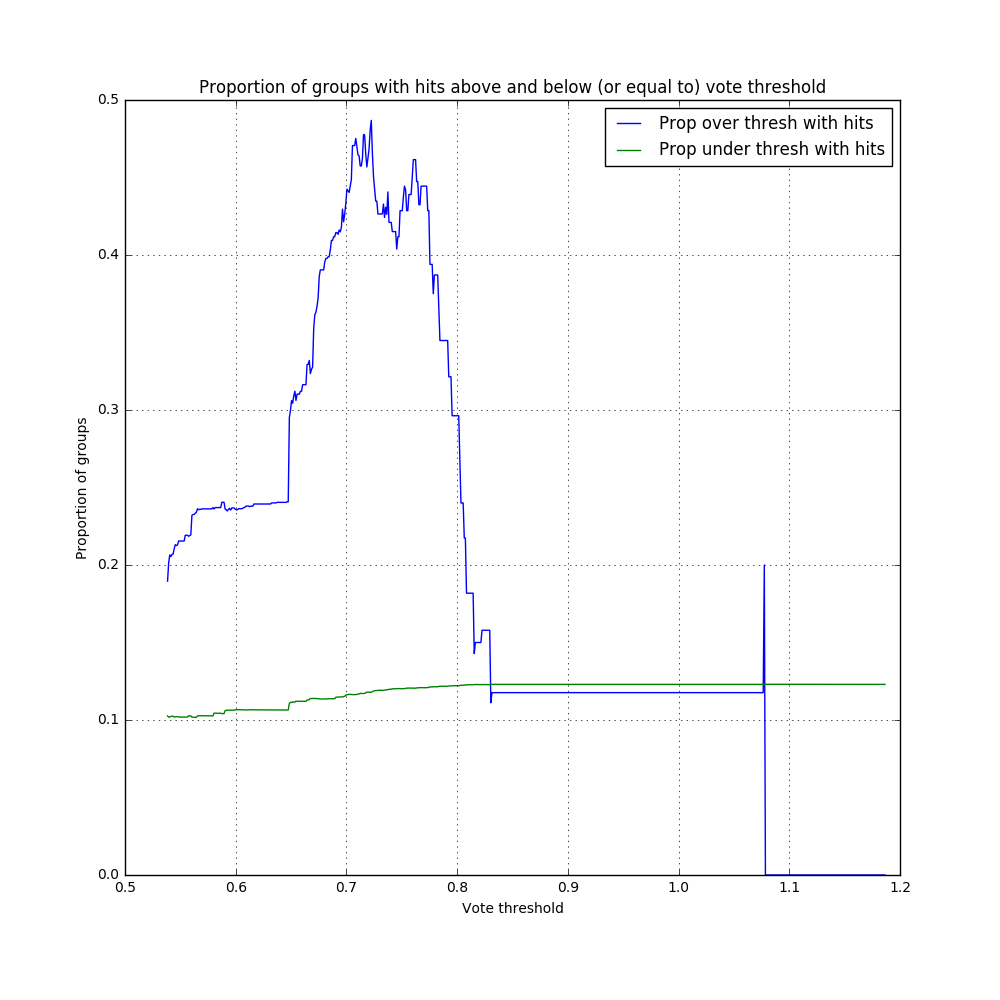 Proportion of groups with hits above and below (or equal to) vote threshold
Prop over thresh with hits
Prop under thresh with hits
Proportion of groups
0.5
0.4
0.3
0.2
0.1
0.0
0.5 0.6 0.7 0.8 0.9 1.0 1.1 1.2
Vote threshold